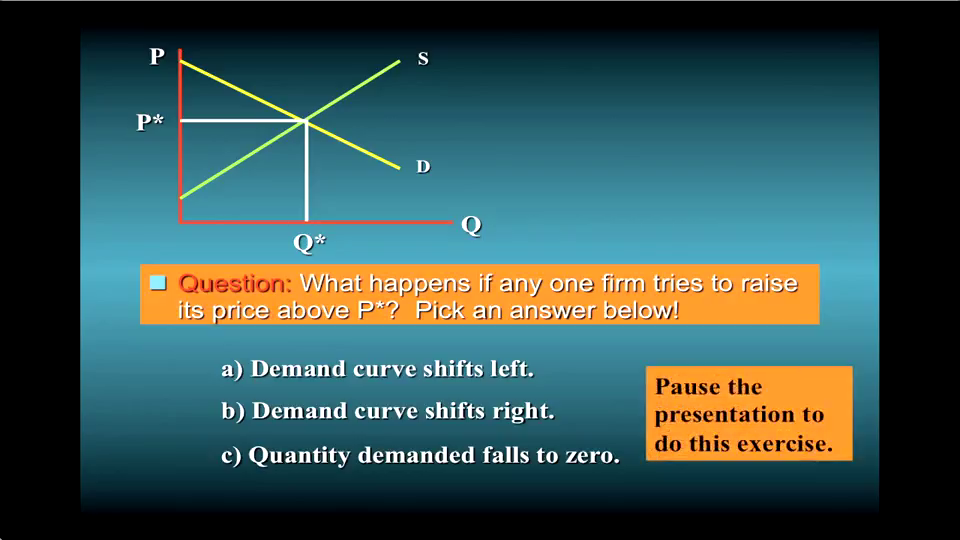 P
S
P*
D
Q
Q*
Question: What happens if any one firm tries to raise
its price above P*? Pick an answer below!
a) Demand curve shifts left.
b) Demand curve shifts right.
c) Quantity demanded falls to zero.
Pause the
presentation to
do this exercise.